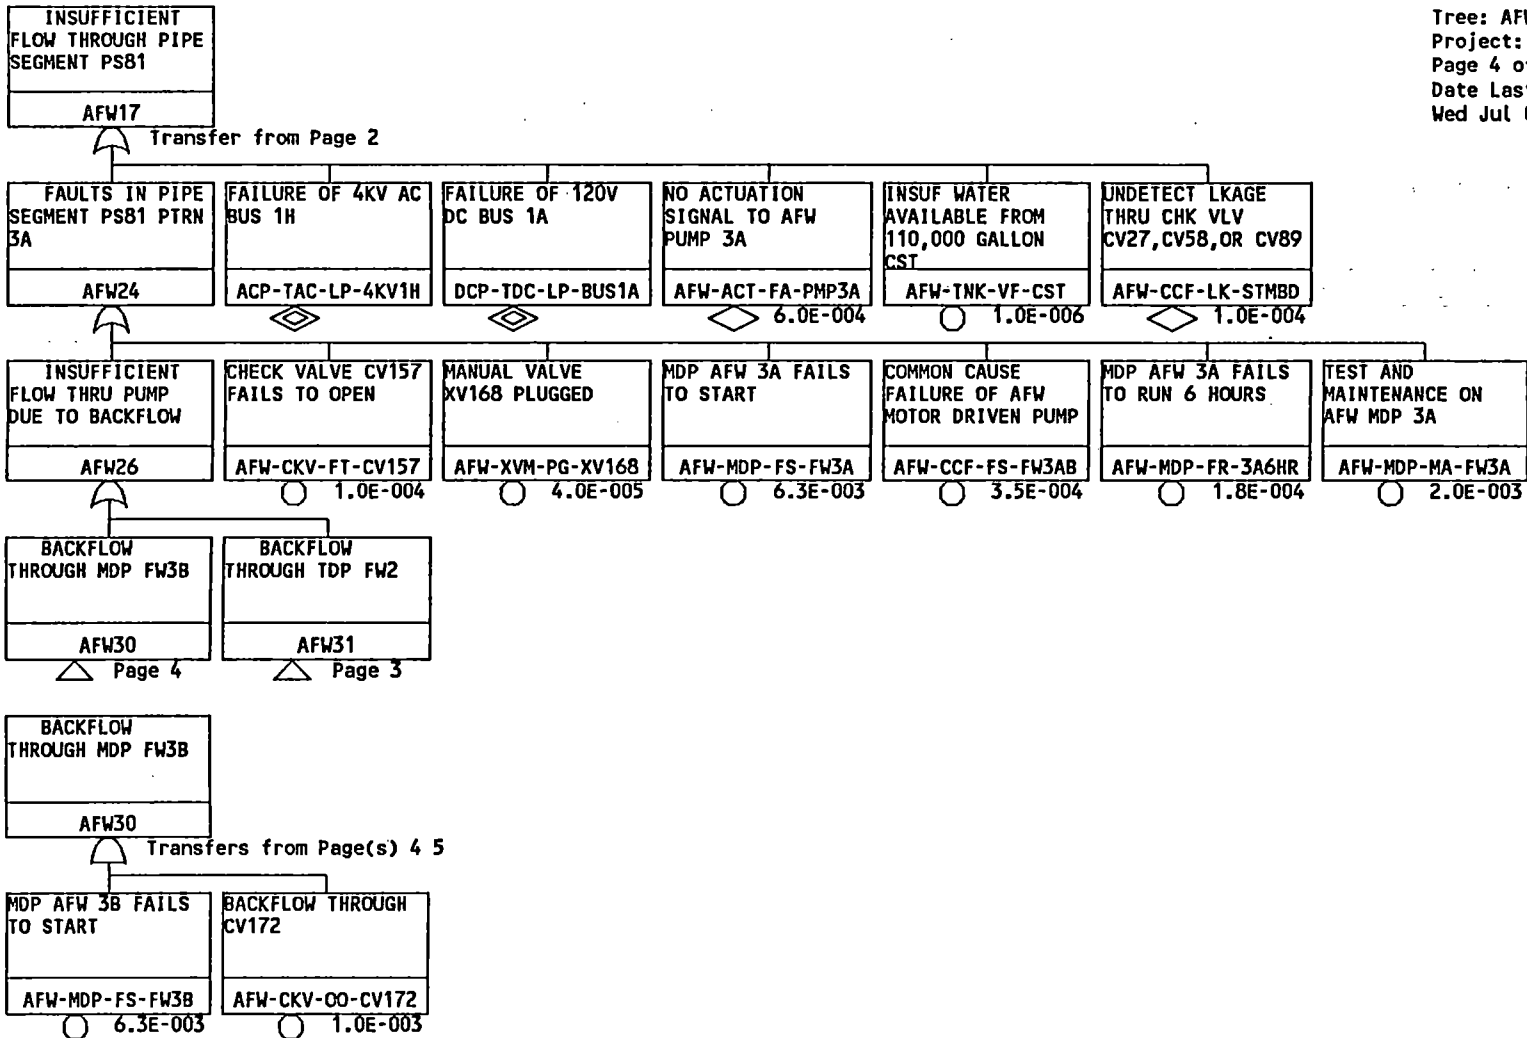 INSUFFICIENT
FLOW THROUGH PIPE
SEGMENT PS81
AFW17
Transfer from Page 2
Tree:
Project:
Page 4
Date
Wed Jul
FAULTS IN PIPE
SEGMENT PS81 PTRN
3A
AFW24
FAILURE OF 4KV AC
BUS 1H
ACP-TAC-LP-4KV1H
FAILURE OF 120V
DC BUS 1A
DCP-TDC-LP-BUS1A
NO ACTUATION
SIGNAL TO AFW
PUMP 3A
AFW-ACT-FA-PMP3A
6.0E-004
INSUF WATER
AVAILABLE FROM
110,000 GALLON
CST
AFW-TNK-VF-CST
1.0E-006
UNDETECT LKAGE
THRU CHK VLV
CV27,CV58,OR CV89
AFW-CCF-LK-STMBD
1.0E-004
INSUFFICIENT
FLOW THRU PUMP
DUE TO BACKFLOW
AFW26
CHECK VALVE CV157
FAILS TO OPEN
AFW-CKV-FT-CV157
1.0E-004
MANUAL VALVE
XV168 PLUGGED
AFW-XVM-PG-XV168
4.0E-005
MDP AFW 3A FAILS
TO START
AFW-MDP-FS-FW3A
6.3E-003
COMMON CAUSE
FAILURE OF AFW
MOTOR DRIVEN PUMP
AFW-CCF-FS-FW3AB
3.5E-004
MDP AFW 3A FAILS
TO RUN 6 HOURS
AFW-MDP-FR-3A6HR
1.8E-004
TEST AND
MAINTENANCE ON
AFW MDP 3A
AFW-MDP-MA-FW3A
2.0E-003
BACKFLOW
THROUGH MDP FW3B
AFW30
Page 4
BACKFLOW
THROUGH TDP FW2
AFW31
Page 3
BACKFLOW
THROUGH MDP FW3B
AFW30
Transfers from Page(s) 4 5
MDP AFW 3B FAILS
TO START
AFW-MDP-FS-FW3B
6.3E-003
BACKFLOW THROUGH
CV172
AFW-CKV-OO-CV172
1.0E-003